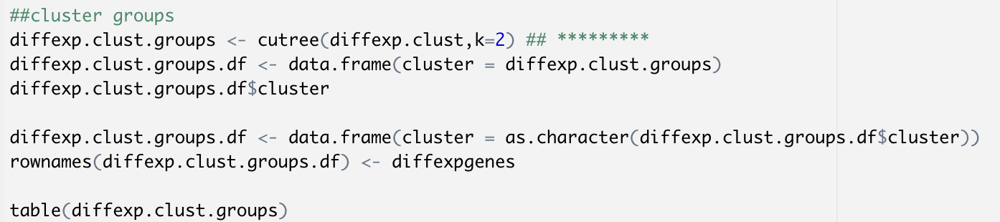 ##cluster groups
diffexp.clust.groups <- cutree(diffexp.clust,k=2) ## *********
diffexp.clust.groups.df <- data.frame(cluster = diffexp.clust.groups)
diffexp.clust.groups.df$cluster
diffexp.clust.groups.df <- data.frame(cluster = as.character(diffexp.clust.groups.df$cluster))
rownames(diffexp.clust.groups.df) <- diffexpgenes
table(diffexp.clust.groups)